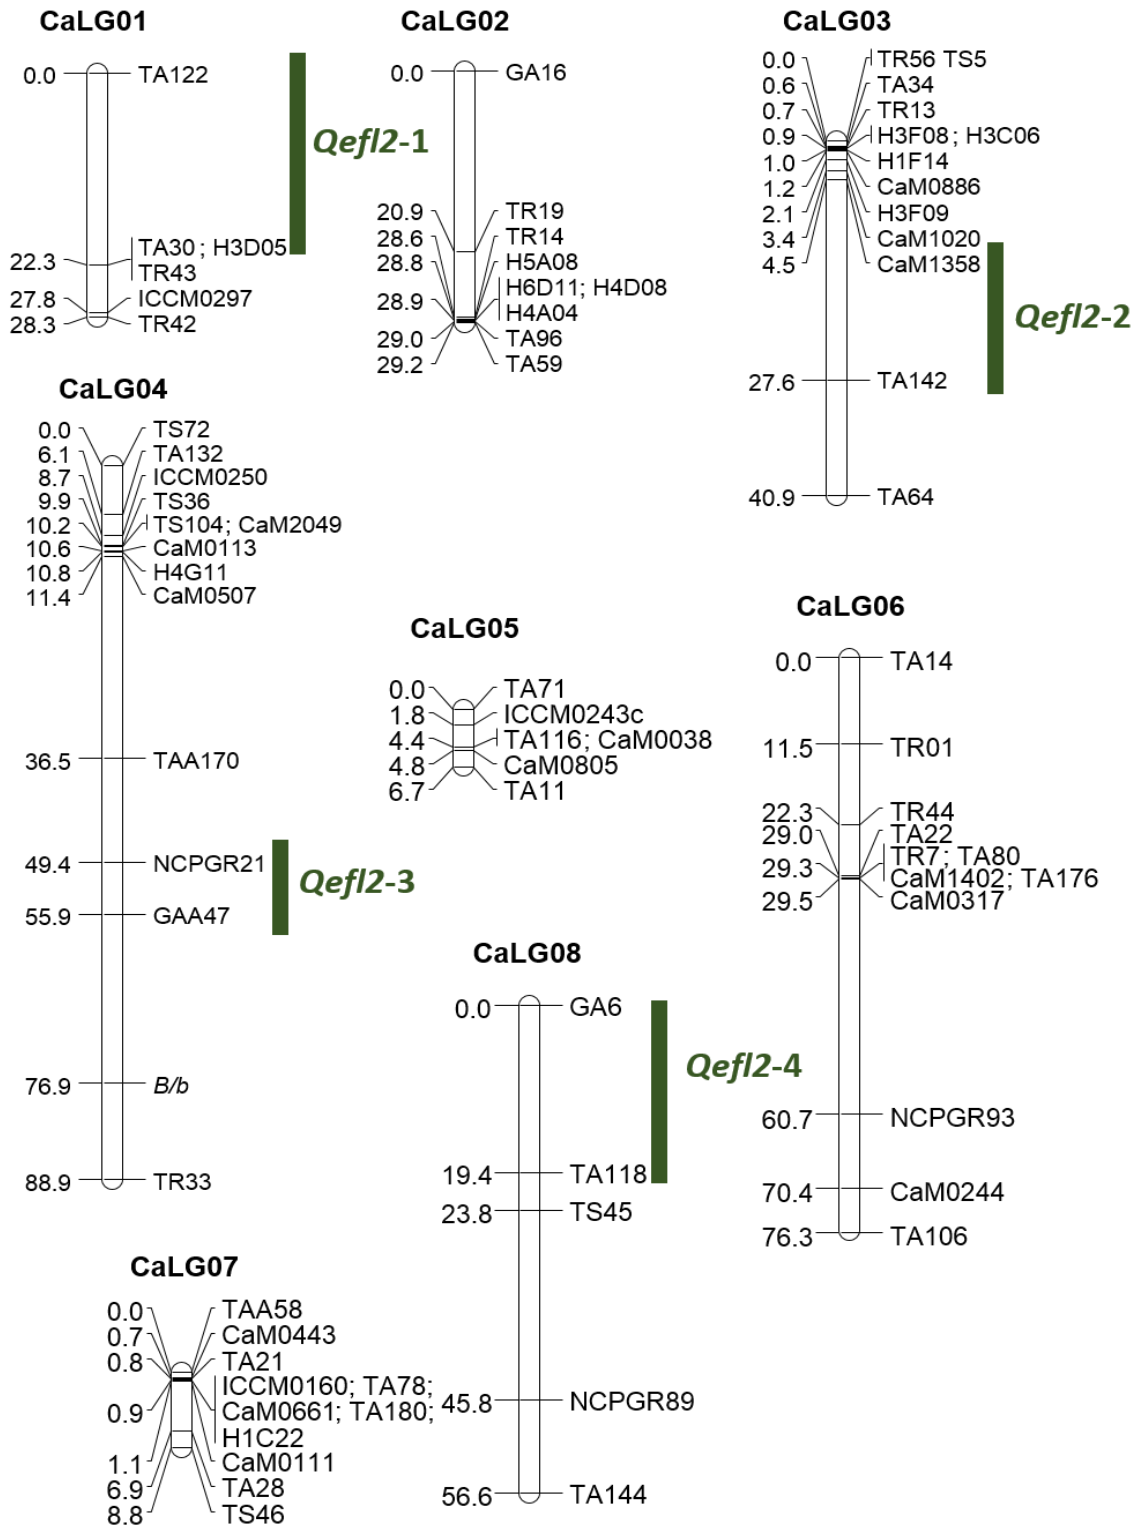 CaLG01
0.0 TA122
22.3 TA30 ; H3D05
TR43
27.8 ICCM0297
28.3 TR42
Qefl2-1
CaLG02
0.0 GA16
20.9 TR19
28.6 TR14
28.8 H5A08
28.9 H6D11; H4D08
H4A04
29.0 TA96
29.2 TA59
CaLG03
0.0 TR56 TS5
0.6 TA34
0.7 TR13
0.9 H3F08; H3C06
1.0 H1F14
1.2 CaM0886
2.1 H3F09
3.4 CaM1020
4.5 CaM1358
27.6 TA142
40.9 TA64
Qefl2-2
CaLG04
0.0 TS72
6.1 TA132
8.7 ICCM0250
9.9 TS36
10.2 TS104; CaM2049
10.6 CaM0113
10.8 H4G11
11.4 CaM0507
36.5 TAA170
49.4 NCPGR21
55.9 GAA47
76.9 B/b
88.9 TR33
Qefl2-3
CaLG05
0.0 TA71
1.8 ICCM0243c
4.4 TA116; CaM0038
4.8 CaM0805
6.7 TA11
CaLG06
0.0 TA14
11.5 TR01
22.3 TR44
29.0 TA22
29.3 TR7; TA80
CaM1402; TA176
29.5 CaM0317
60.7 NCPGR93
70.4 CaM0244
76.3 TA106
CaLG08
0.0 GA6
19.4 TA118
23.8 TS45
45.8 NCPGR89
56.6 TA144
Qefl2-4
CaLG07
0.0 TAA58
0.7 CaM0443
0.8 TA21
ICCM0160; TA78;
0.9 CaM0661; TA180;
H1C22
1.1 CaM0111
6.9 TA28
8.8 TS46